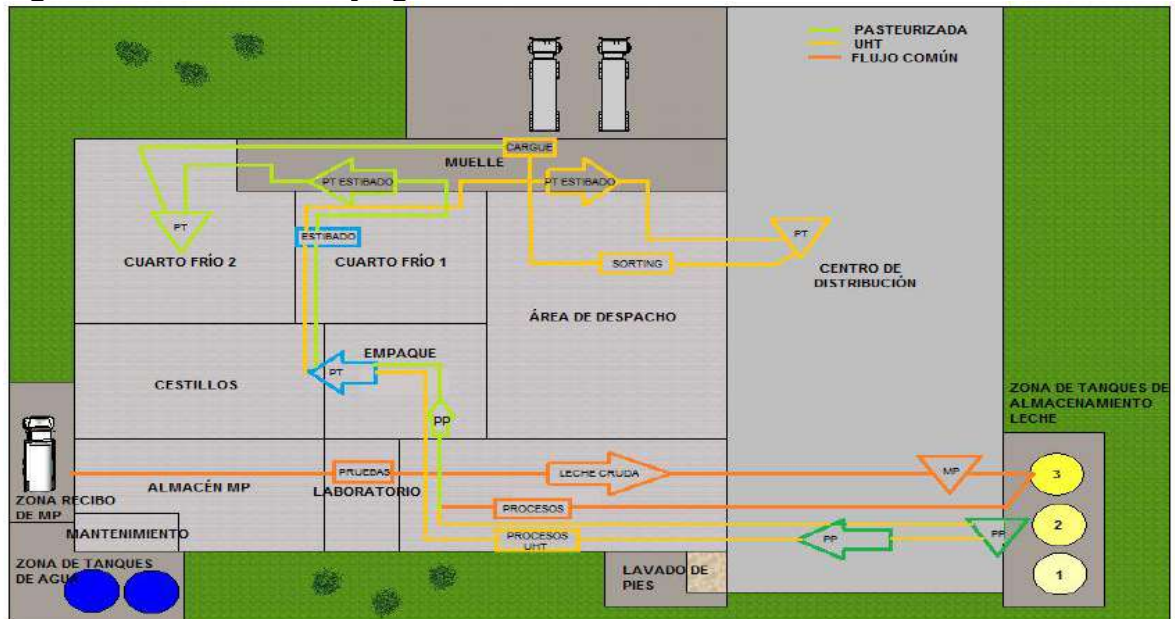 PASTEURIZADA
UHT
FLUJO COMÚN
CARGUE
MUELLE
PT ESTIBADO
PT ESTIBADO
PT
ESTIBADO
PT
CUARTO FRÍO 2
CUARTO FRÍO 1
SORTING
CENTRO DE
DISTRIBUCIÓN
ÁREA DE DESPACHO
EMPAQUE
PT
CESTILLOS
PP
ZONA DE TANQUES DE
ALMACENAMIENTO
LECHE
PRUEBAS
LECHE CRUDA
MP
3
ALMACÉN MP
LABORATORIO
ZONA RECIBO
DE MP
PROCESOS
MANTENIMIENTO
PROCESOS
UHT
PP
PP
2
ZONA DE TANQUES
DE AGUA
LAVADO DE
PIES
1